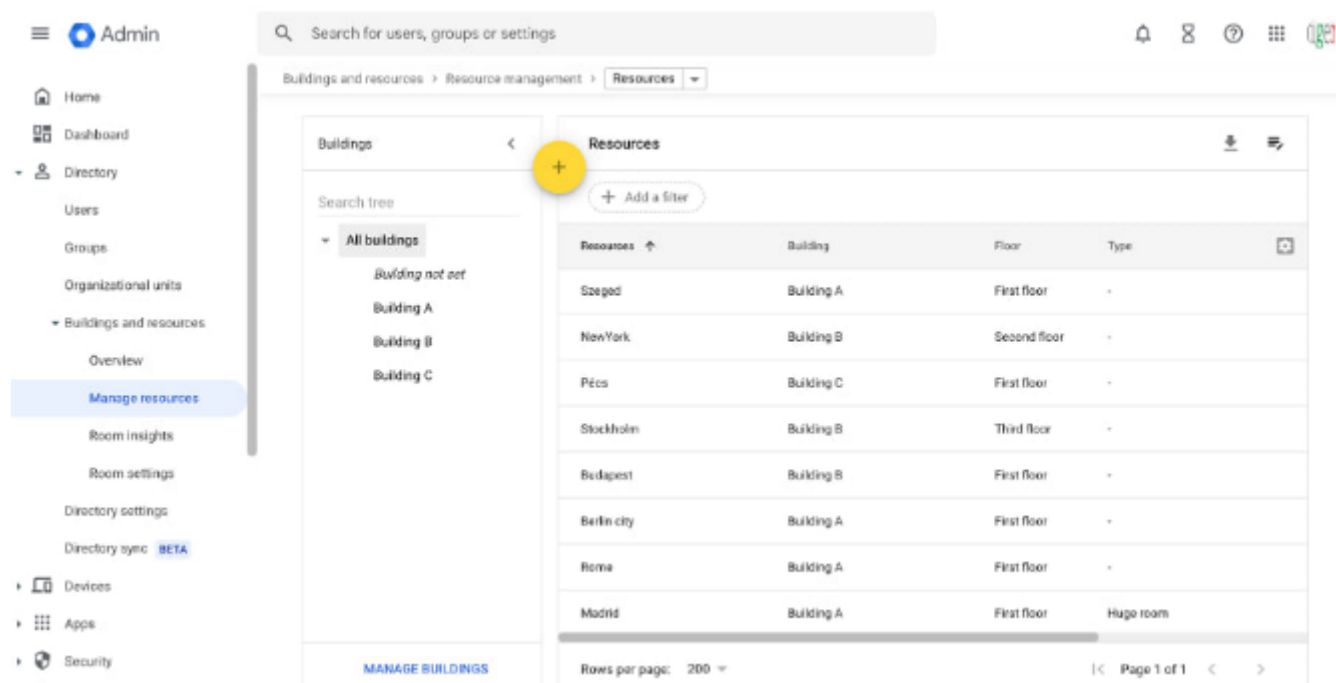 Admin
Search for users, groups or settings
Buildings and resources > Resource management > Resources
Home
Dashboard
Directory
Users
Groups
Organizational units
Buildings and resources
Overview
Manage resources
Room insights
Room settings
Directory settings
Directory sync BETA
Devices
Apps
Security
Buildings
Search tree
All buildings
Building not set
Building A
Building B
Building C
MANAGE BUILDINGS
Resources
+ Add a filter
Resources Building Floor Type
Szeged Building A First floor -
NewYork Building B Second floor -
Pécs Building C First floor -
Stockholm Building B Third floor -
Budapest Building B First floor -
Berlin city Building A First floor -
Rome Building A First floor -
Madrid Building A First floor Huge room
Rows per page: 200 Page 1 of 1